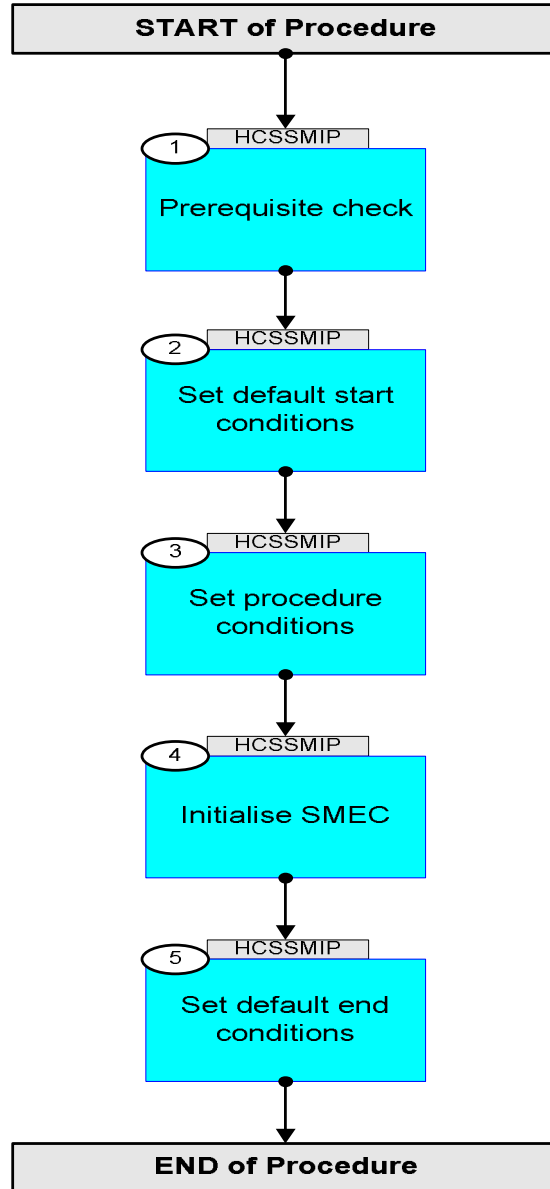 START of Procedure
HCSSMIP
1
Prerequisite check
HCSSMIP
2
Set default start
conditions
HCSSMIP
3
Set procedure
conditions
HCSSMIP
4
Initialise SMEC
HCSSMIP
5
Set default end
conditions
END of Procedure